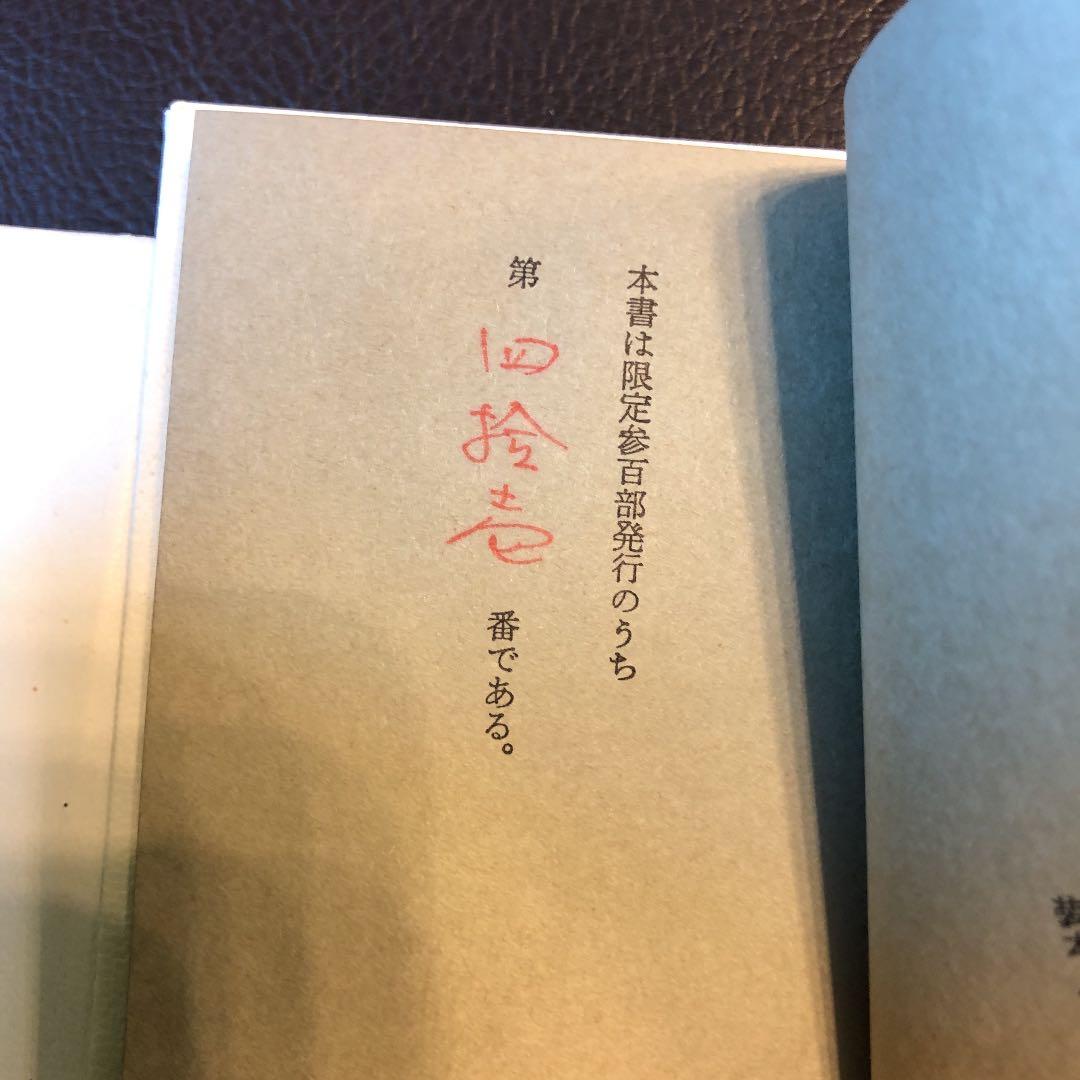 本書は限定参百部発行のうち
第 四拾壱 番である。